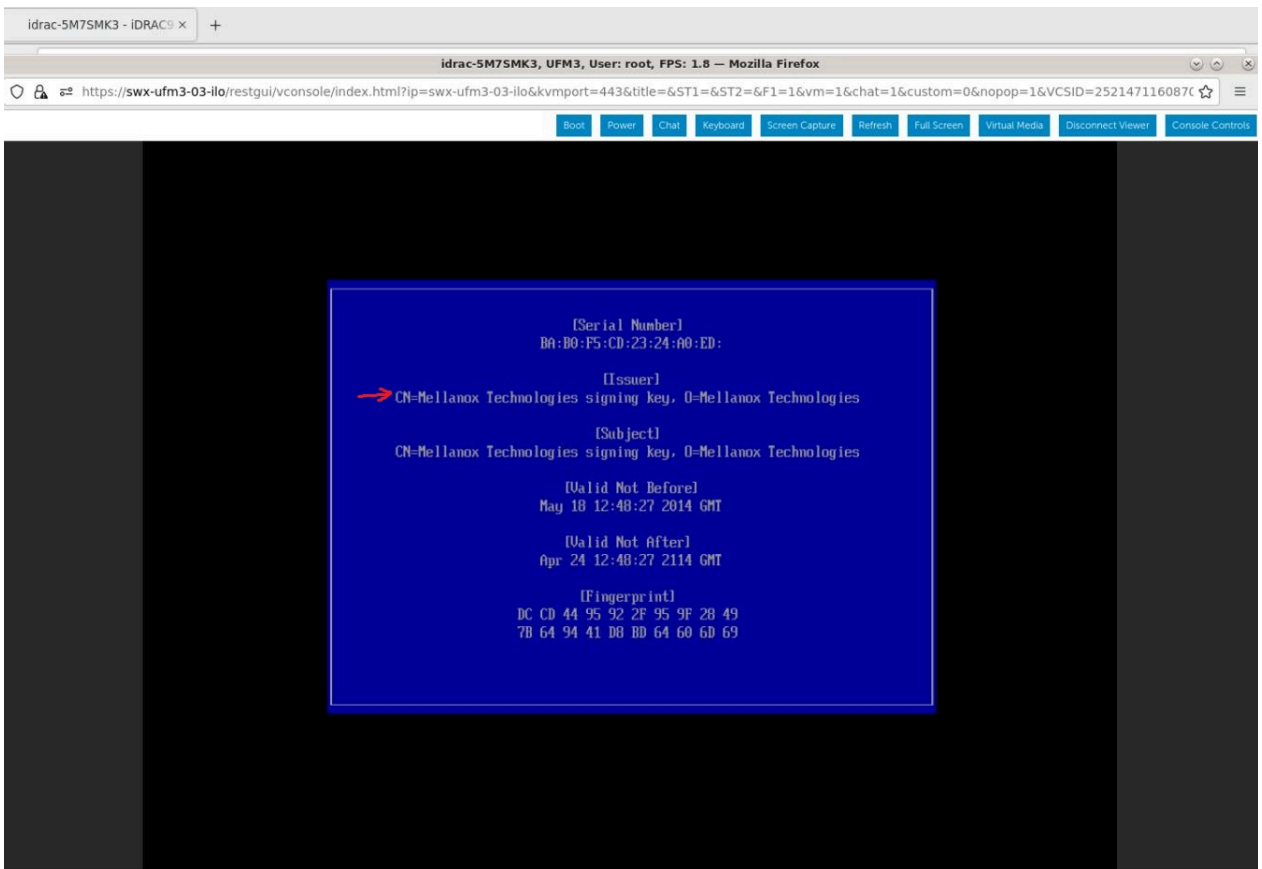 idrac-5M7SMK3 - iDRAC9 × +
idrac-5M7SMK3, UFM3, User: root, FPS: 1.8 — Mozilla Firefox
https://swx-ufm3-03-ilo/restgui/vconsole/index.html?ip=swx-ufm3-03-ilo&kvmport=443&title=&ST1=&ST2=&F1=1&vm=1&chat=1&custom=0&nopop=1&VCSID=252147116087
Boot Power Chat Keyboard Screen Capture Refresh Full Screen Virtual Media Disconnect Viewer Console Controls
[Serial Number]
BA:B0:F5:CD:23:24:A0:ED:
[Issuer]
CN=Mellanox Technologies signing key, O=Mellanox Technologies
[Subject]
CN=Mellanox Technologies signing key, O=Mellanox Technologies
[Valid Not Before]
May 18 12:48:27 2014 GMT
[Valid Not After]
Apr 24 12:48:27 2114 GMT
[Fingerprint]
DC CD 44 95 92 2F 95 9F 28 49
7B 64 94 41 D8 BD 64 60 6D 69